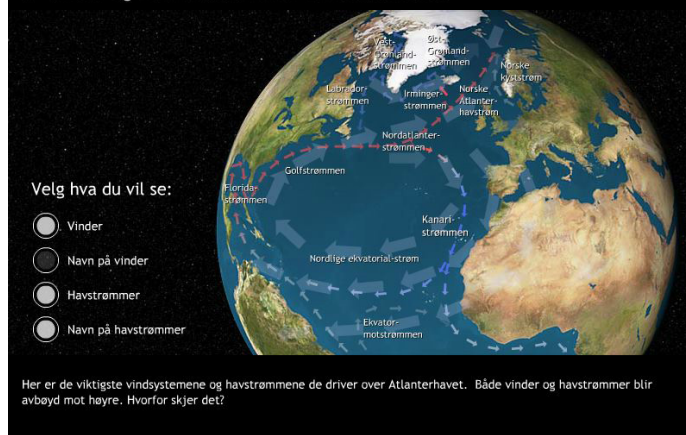 Vest-
grønland-
strømmen
Øst-
Grønland-
strømmen
Norske
kyststrøm
Labrador-
strømmen
Irminger-
strømmen
Norske
Atlanter-
havstrøm
Nordatlanter-
strømmen
Golfstrømmen
Florida-
strømmen
Kanari-
strømmen
Nordlige ekvatorial-strøm
Ekvator-
motstrømmen
Velg hva du vil se:
Vinder
Navn på vinder
Havstrømmer
Navn på havstrømmer
Her er de viktigste vindsystemene og havstrømmene de driver over Atlanterhavet. Både vinder og havstrømmer blir
avbøyd mot høyre. Hvorfor skjer det?